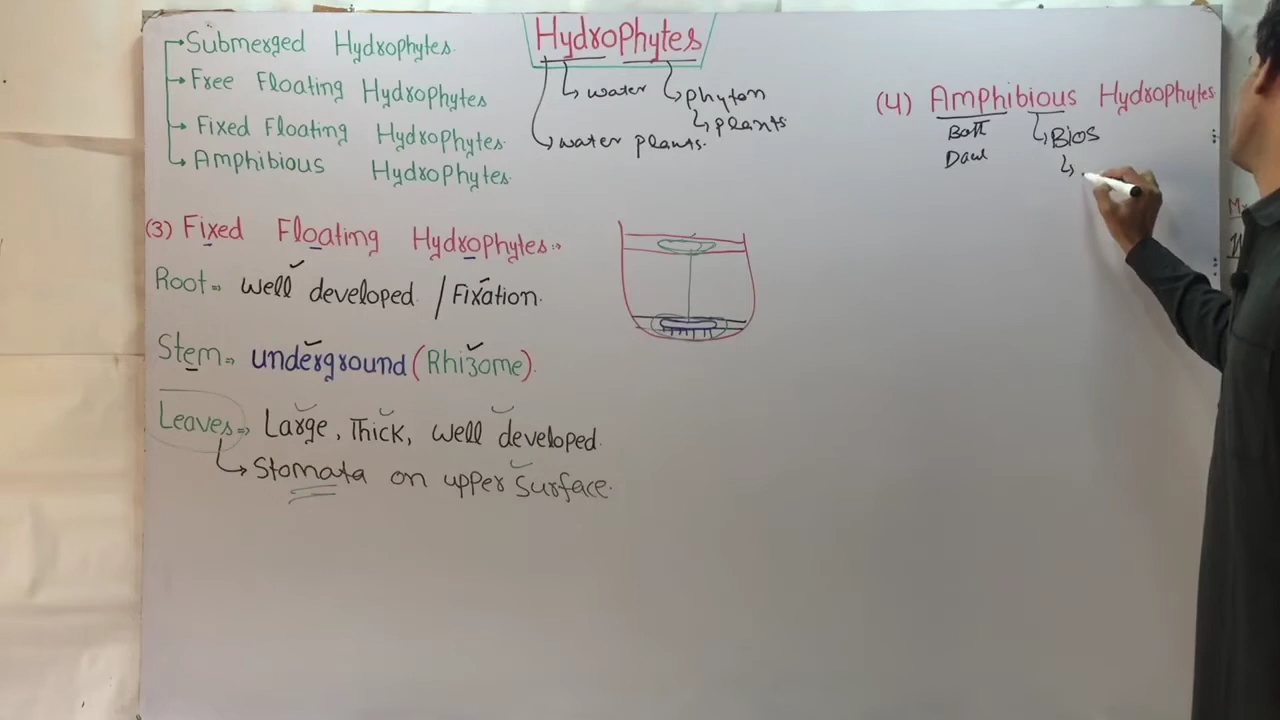 Submerged Hydrophytes.
Free Floating Hydrophytes
Fixed Floating Hydrophytes.
Amphibious Hydrophytes.
Hydrophytes
water
phyton
plants
water plants.
(4) Amphibious Hydrophytes
Both
Bios
(3) Fixed Floating Hydrophytes:-
Root⇒ well developed / Fixation.
Stem⇒ underground (Rhizome).
Leaves⇒ Large, Thick, well developed.
Stomata on upper Surface.